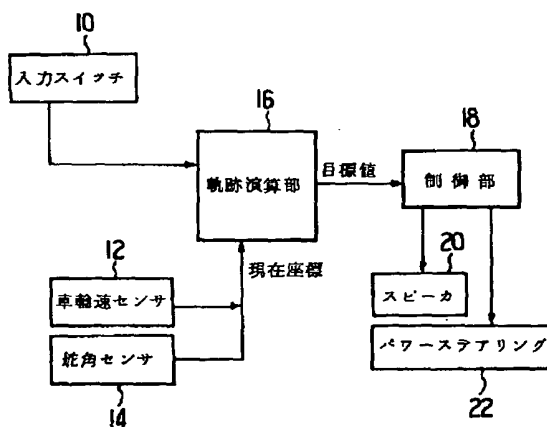 10
入力スイッチ
16
軌跡演算部
目標値
18
制御部
12
車輪速センサ
現在座標
20
スピーカ
舵角センサ
14
パワーステアリング
22